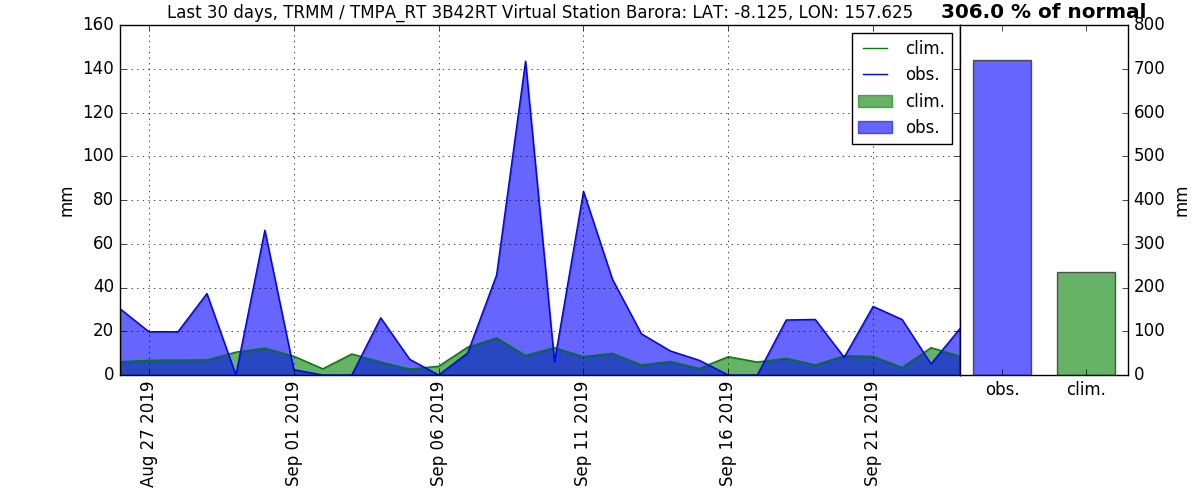 Last 30 days, TRMM / TMPA_RT 3B42RT Virtual Station Barora: LAT: -8.125, LON: 157.625
306.0 % of normal
160
140
120
100
80
60
40
20
0
mm
clim.
obs.
clim.
obs.
800
700
600
500
400
300
200
100
0
mm
Aug 27 2019
Sep 01 2019
Sep 06 2019
Sep 11 2019
Sep 16 2019
Sep 21 2019
obs.
clim.